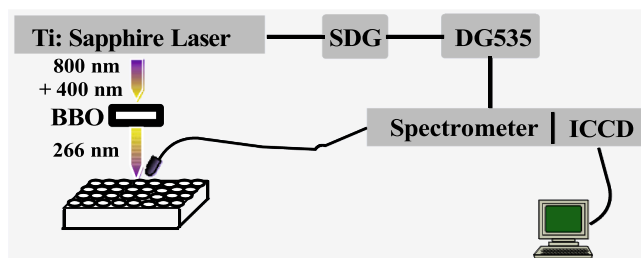 Ti: Sapphire Laser
SDG
DG535
800 nm
+ 400 nm
BBO
266 nm
Spectrometer
ICCD